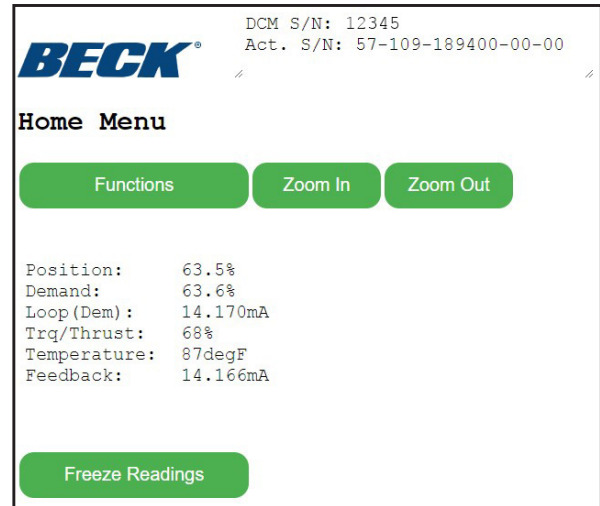 DCM S/N: 12345
BECK® Act. S/N: 57-109-189400-00-00
Home Menu
Functions Zoom In Zoom Out
Position: 63.5%
Demand: 63.6%
Loop(Dem): 14.170mA
Trq/Thrust: 68%
Temperature: 87degF
Feedback: 14.166mA
Freeze Readings